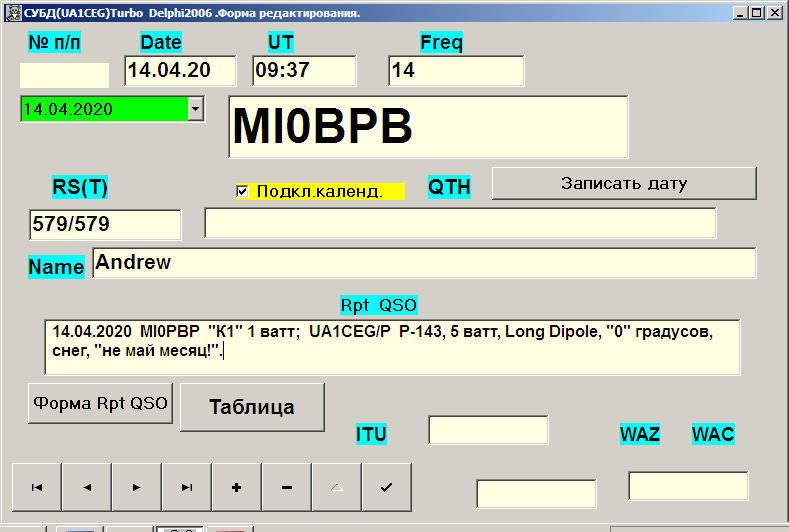 СУБД(UA1CEG)Turbo Delphi2006 .Форма редактирования.
№ п/п Date UT Freq
14.04.20 09:37 14
14.04.2020
MI0BPB
RS(T) Подкл.календ. QTH Записать дату
579/579
Name Andrew
Rpt QSO
14.04.2020 MI0PBP "K1" 1 ватт; UA1CEG/P P-143, 5 ватт, Long Dipole, "0" градусов,
снег, "не май месяц!".
Форма Rpt QSO Таблица
ITU WAZ WAC